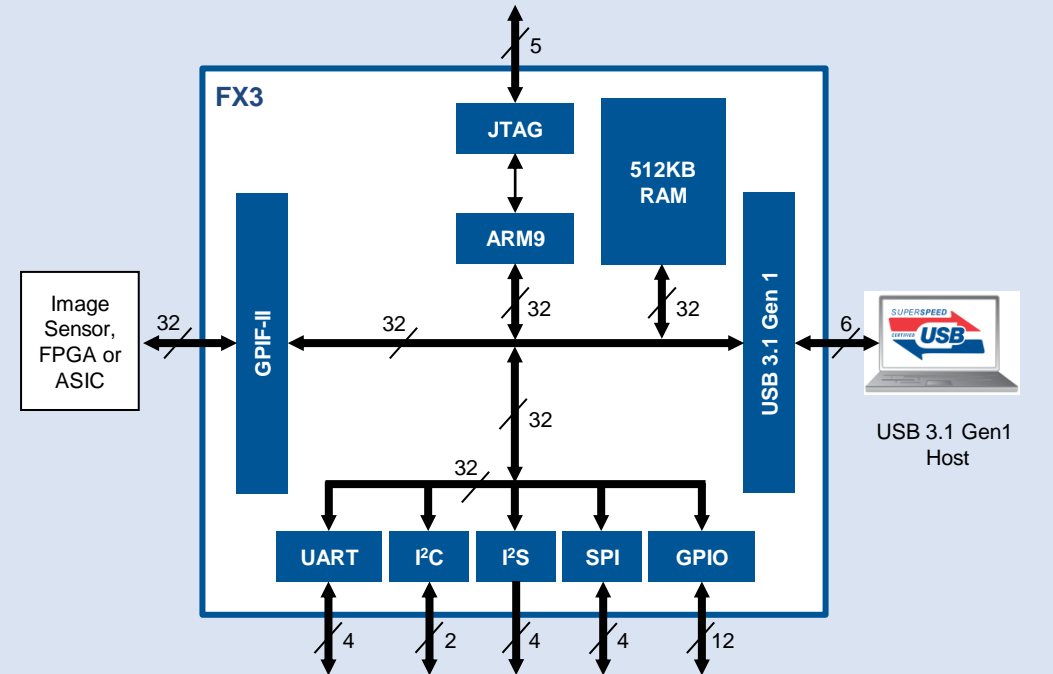 5
FX3
JTAG
512KB
RAM
ARM9
32
32
Image
Sensor,
FPGA or
ASIC
32
GPIF-II
32
USB 3.1 Gen 1
6
SUPERSPEED
CERTIFIED USB
USB 3.1 Gen1
Host
32
32
UART
I²C
I²S
SPI
GPIO
4
2
4
4
12